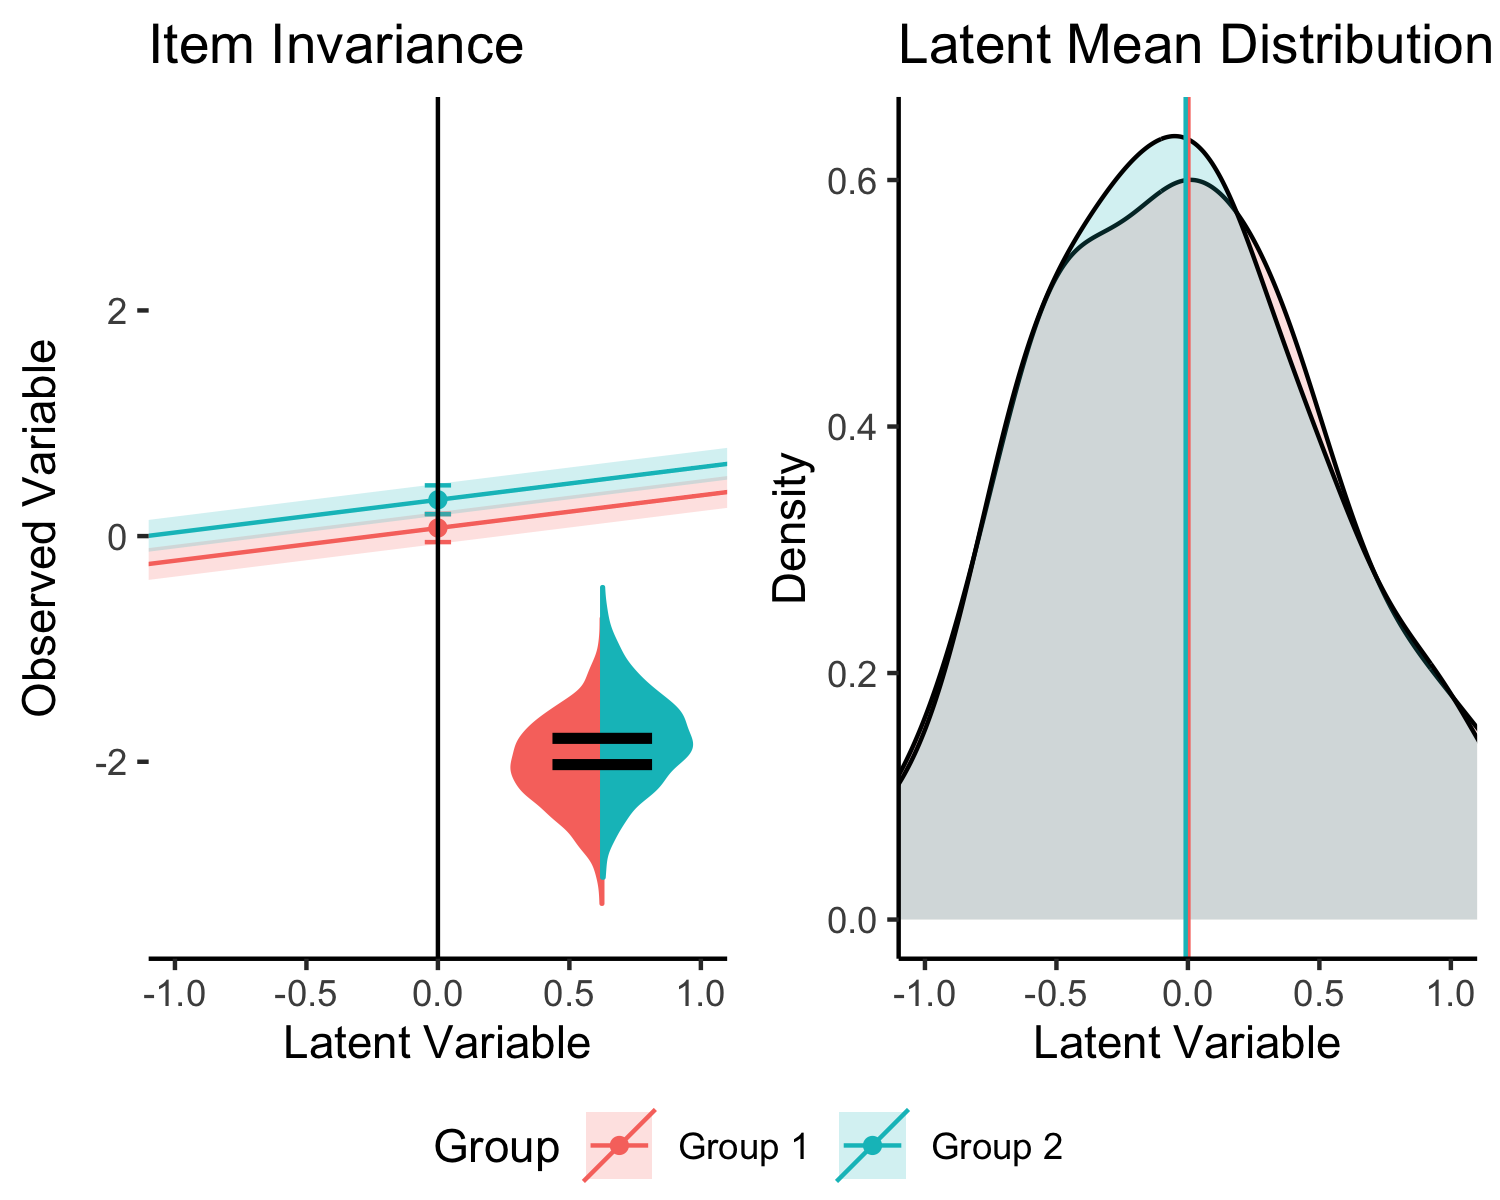 Item Invariance
Observed Variable
2
0
-2
-1.0 -0.5 0.0 0.5 1.0
Latent Variable
Latent Mean Distribution
Density
0.6
0.4
0.2
0.0
-1.0 -0.5 0.0 0.5 1.0
Latent Variable
Group Group 1 Group 2